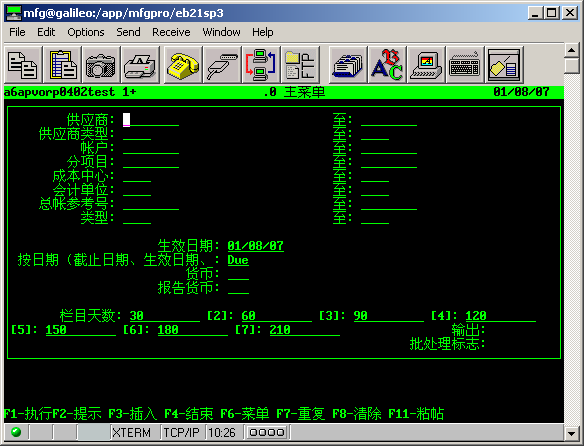 mfg@galileo:/app/mfgpro/eb21sp3
File Edit Options Send Receive Window Help
a6apvorp0402test 1+ .0 主菜单 01/08/07
供应商: 至:
供应商类型: 至:
帐户: 至:
分项目: 至:
成本中心: 至:
会计单位: 至:
总帐参考号: 至:
类型: 至:
生效日期: 01/08/07
按日期（截止日期、生效日期、: Due
货币:
报告货币:
栏目天数: 30 [2]: 60 [3]: 90 [4]: 120
[5]: 150 [6]: 180 [7]: 210 输出:
批处理标志:
F1-执行F2-提示 F3-插入 F4-结束 F6-菜单 F7-重复 F8-清除 F11-粘帖
XTERM TCP/IP 10:26